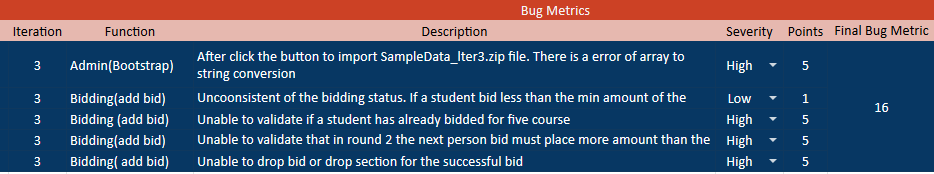 Bug Metrics
Iteration Function Description Severity Points Final Bug Metric
3 Admin(Bootstrap) After click the button to import SampleData_Iter3.zip file. There is a error of array to
string conversion High 5
3 Bidding(add bid) Uncoonsistent of the bidding status. If a student bid less than the min amount of the Low 1
16
3 Bidding (add bid) Unable to validate if a student has already bidded for five course High 5
3 Bidding(add bid) Unable to validate that in round 2 the next person bid must place more amount than the High 5
3 Bidding( add bid) Unable to drop bid or drop section for the successful bid High 5